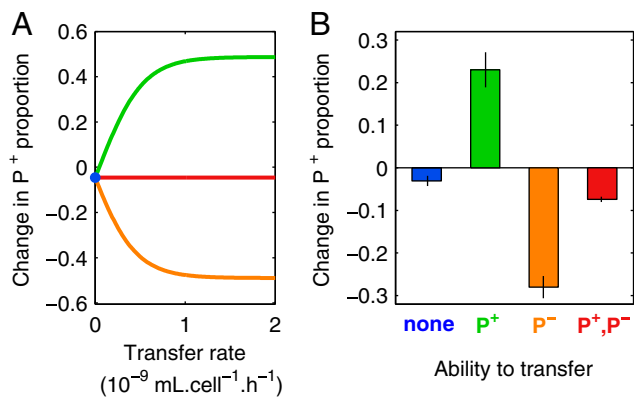 A
Change in P⁺ proportion
0.6
0.4
0.2
0
−0.2
−0.4
−0.6
0
1
2
Transfer rate
(10⁻⁹ mL.cell⁻¹.h⁻¹)
B
Change in P⁺ proportion
0.3
0.2
0.1
0
−0.1
−0.2
−0.3
none
P⁺
P⁻
P⁺,P⁻
Ability to transfer